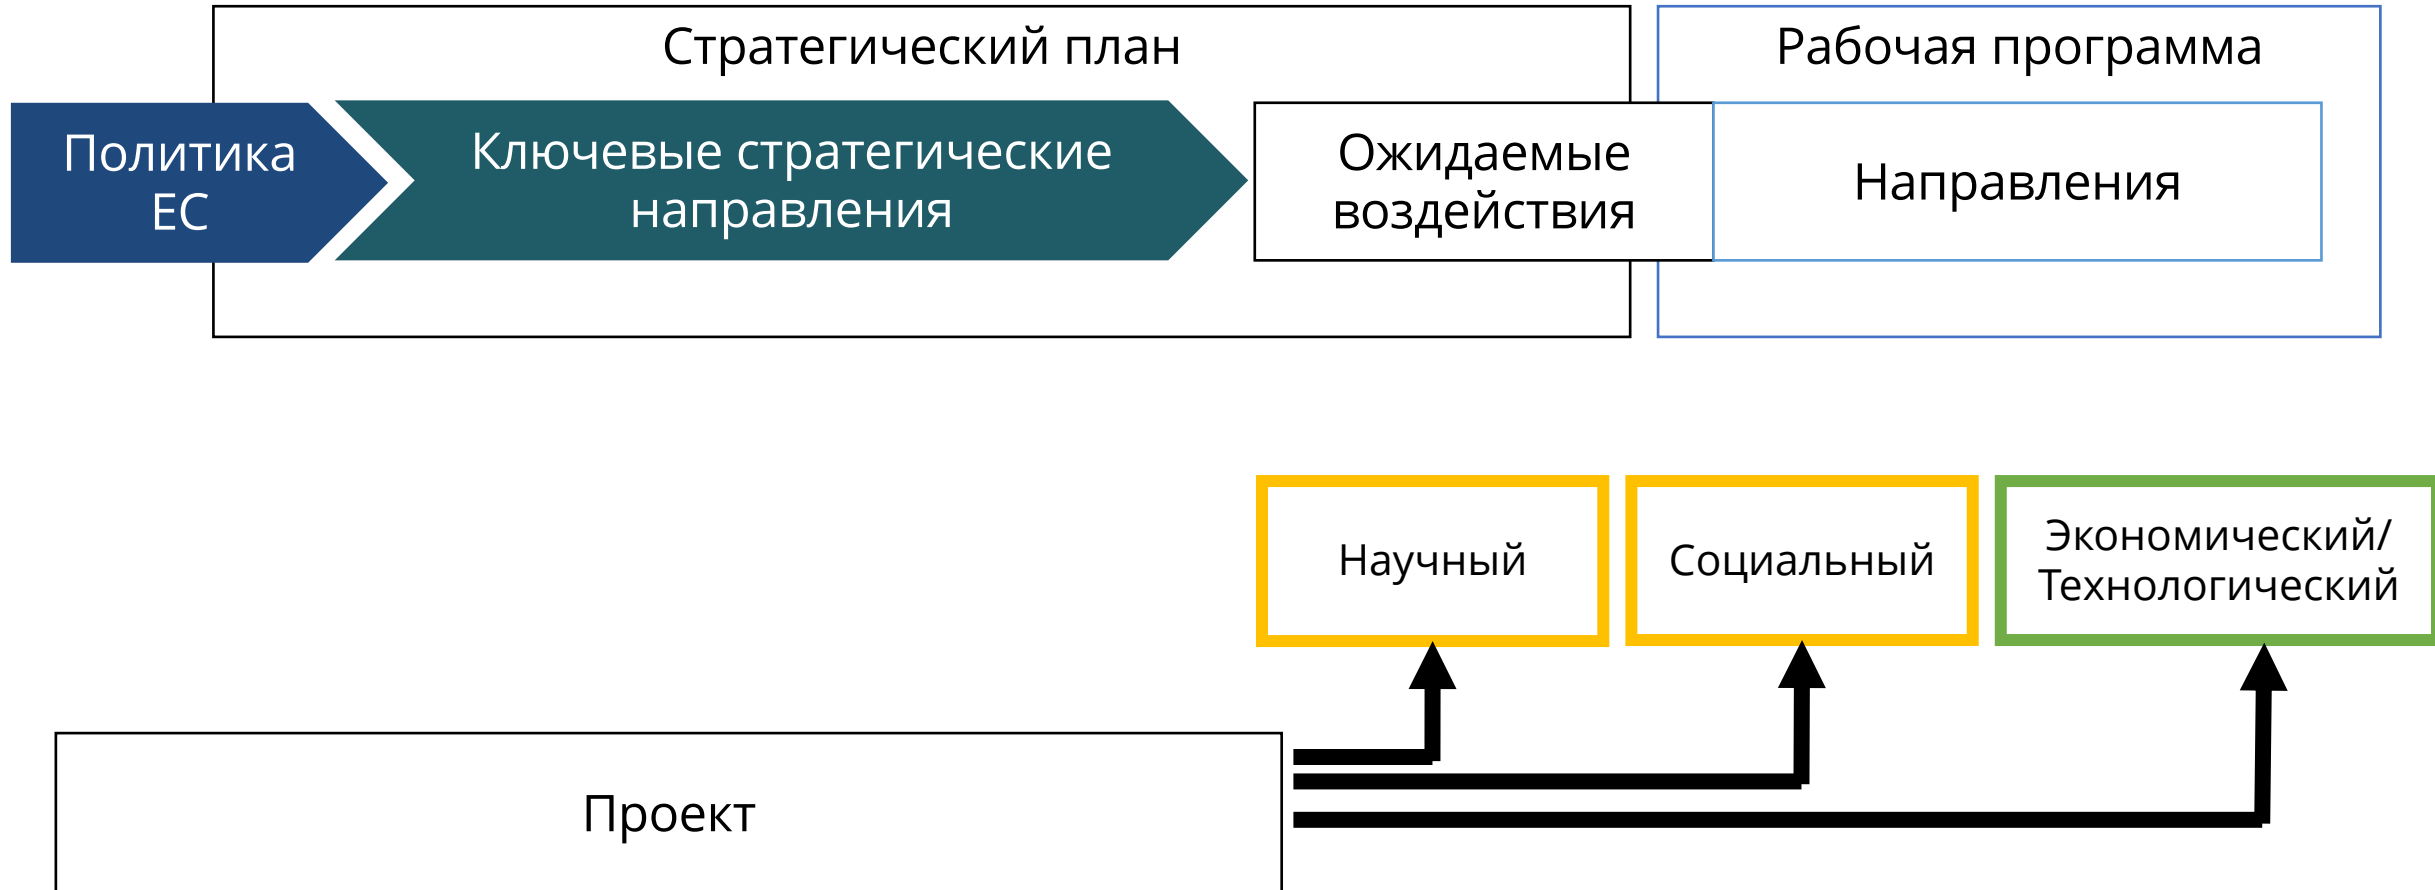 Стратегический план
Рабочая программа
Политика
ЕС
Ключевые стратегические
направления
Ожидаемые
воздействия
Направления
Научный
Социальный
Экономический/
Технологический
Проект